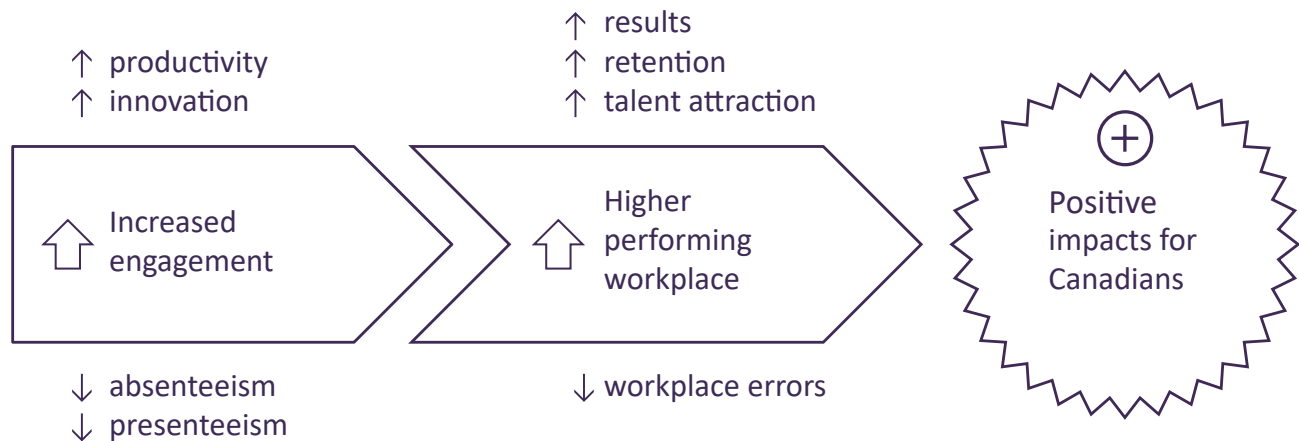 ↑ productivity
↑ innovation
Increased
engagement
↓ absenteeism
↓ presenteeism
↑ results
↑ retention
↑ talent attraction
Higher
performing
workplace
↓ workplace errors
+
Positive
impacts for
Canadians